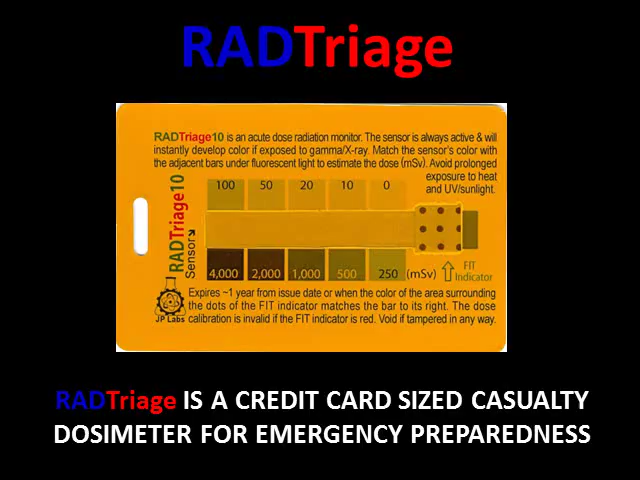 RADTriage
RADTriage10 is an acute dose radiation monitor. The sensor is always active & will
instantly develop color if exposed to gamma/X-ray. Match the sensor's color with
the adjacent bars under fluorescent light to estimate the dose (mSv). Avoid prolonged
exposure to heat
and UV/sunlight.
100 50 20 10 0
RADTriage10
Sensor
4,000 2,000 1,000 500 250 (mSv)
FIT
Indicator
JP Labs
Expires ~1 year from issue date or when the color of the area surrounding
the dots of the FIT indicator matches the bar to its right. The dose
calibration is invalid if the FIT indicator is red. Void if tampered in any way.
RADTriage IS A CREDIT CARD SIZED CASUALTY
DOSIMETER FOR EMERGENCY PREPAREDNESS